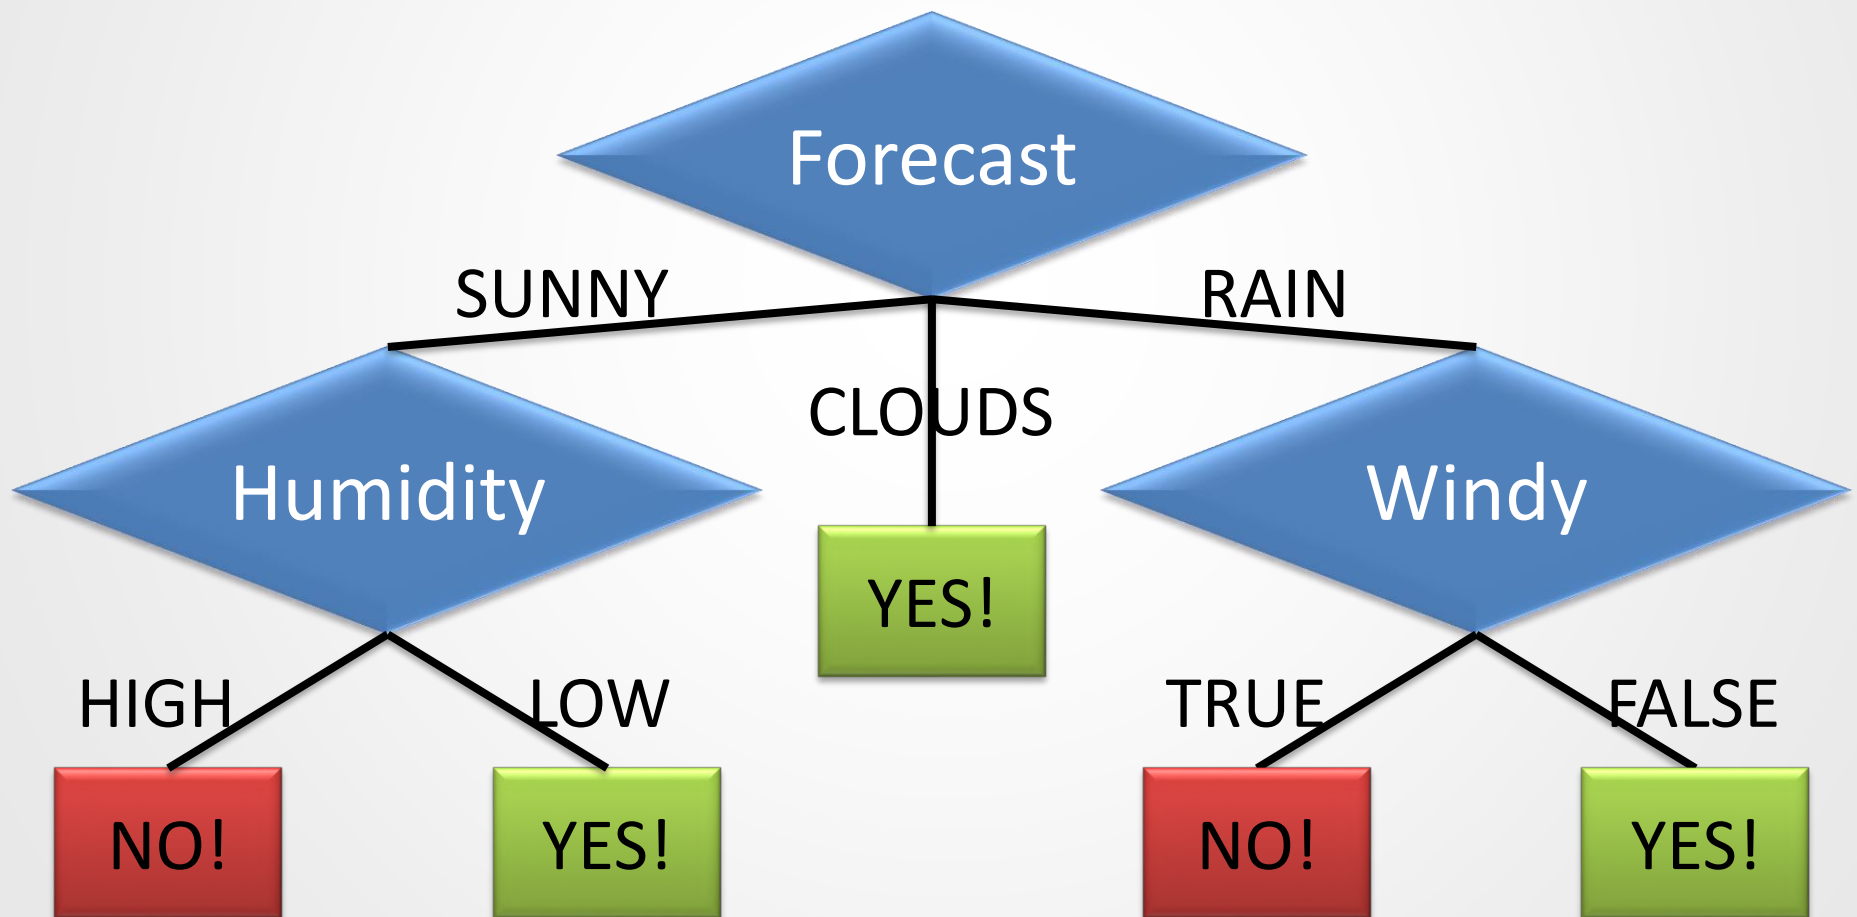 Forecast
SUNNY
RAIN
CLOUDS
Humidity
Windy
YES!
HIGH
LOW
TRUE
FALSE
NO!
YES!
NO!
YES!